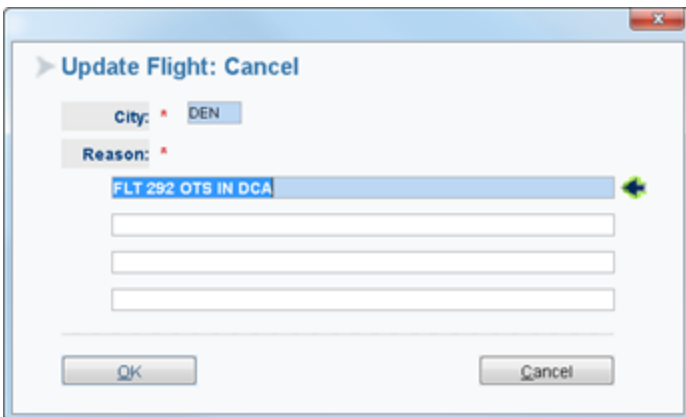 Update Flight: Cancel
City: * DEN
Reason: *
FLT 292 OTS IN DCA
OK
Cancel